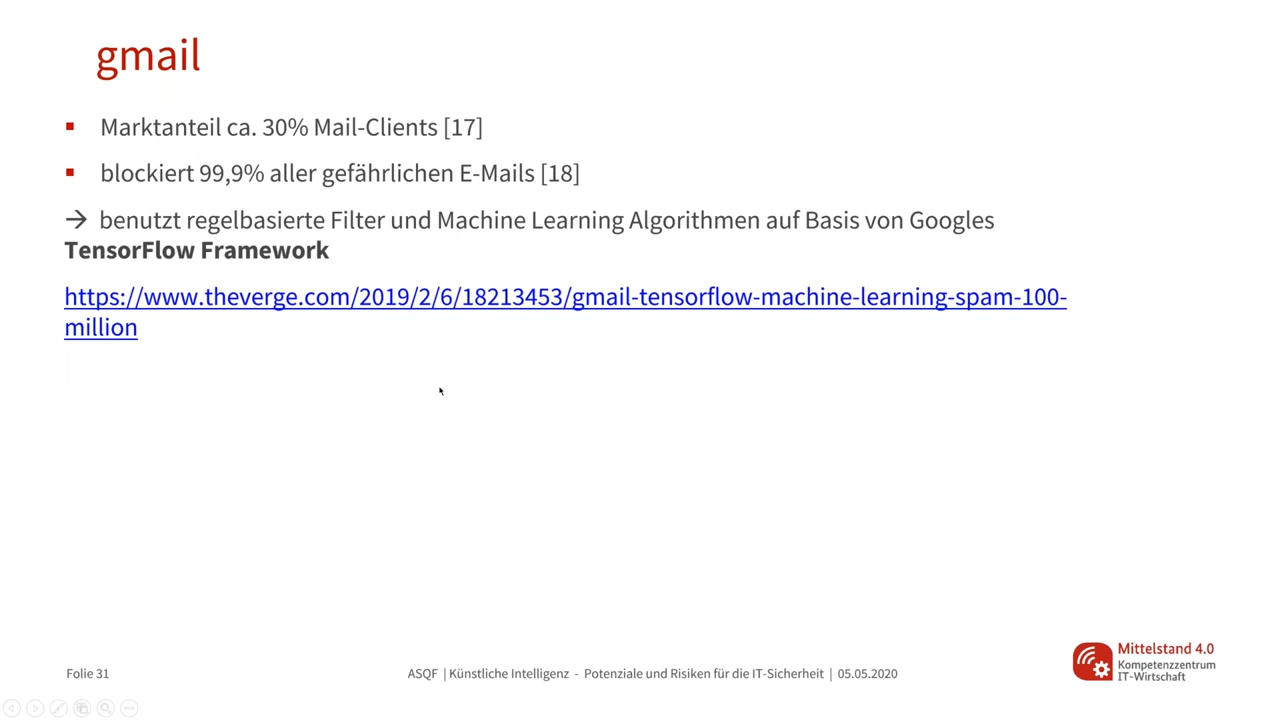 gmail
▪ Marktanteil ca. 30% Mail-Clients [17]
▪ blockiert 99,9% aller gefährlichen E-Mails [18]
→ benutzt regelbasierte Filter und Machine Learning Algorithmen auf Basis von Googles
TensorFlow Framework
https://www.theverge.com/2019/2/6/18213453/gmail-tensorflow-machine-learning-spam-100-
million
Folie 31
ASQF | Künstliche Intelligenz - Potenziale und Risiken für die IT-Sicherheit | 05.05.2020
Mittelstand 4.0
Kompetenzzentrum
IT-Wirtschaft